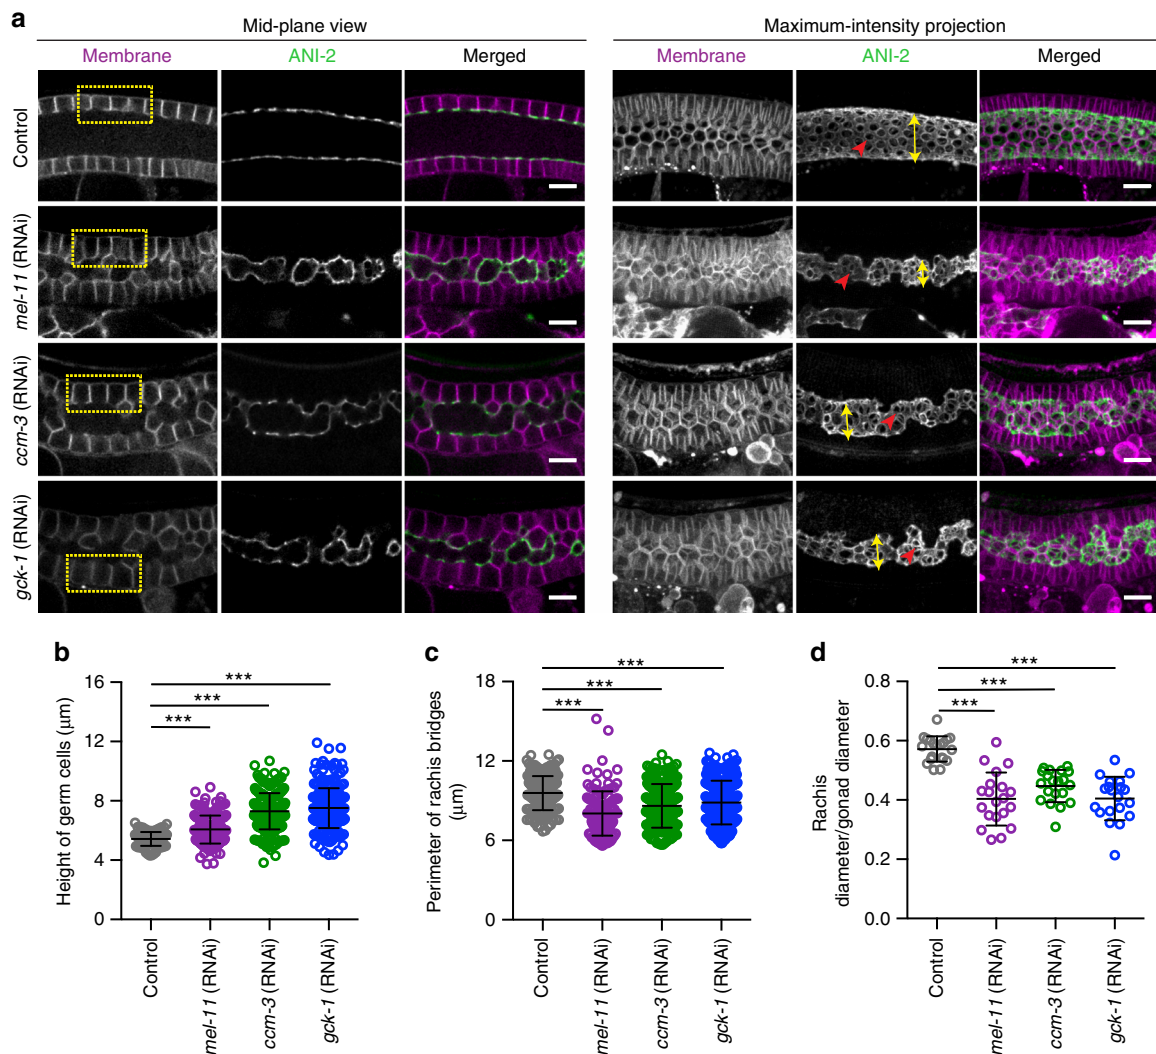 a
Mid-plane view
Maximum-intensity projection
Membrane ANI-2 Merged
Membrane ANI-2 Merged
Control
mel-11 (RNAi)
ccm-3 (RNAi)
gck-1 (RNAi)
b
Height of germ cells (μm)
16
12
8
4
0
***
***
***
Control
mel-11 (RNAi)
ccm-3 (RNAi)
gck-1 (RNAi)
c
Perimeter of rachis bridges
(μm)
18
12
6
0
***
***
***
Control
mel-11 (RNAi)
ccm-3 (RNAi)
gck-1 (RNAi)
d
Rachis
diameter/gonad diameter
0.8
0.6
0.4
0.2
0.0
***
***
***
Control
mel-11 (RNAi)
ccm-3 (RNAi)
gck-1 (RNAi)